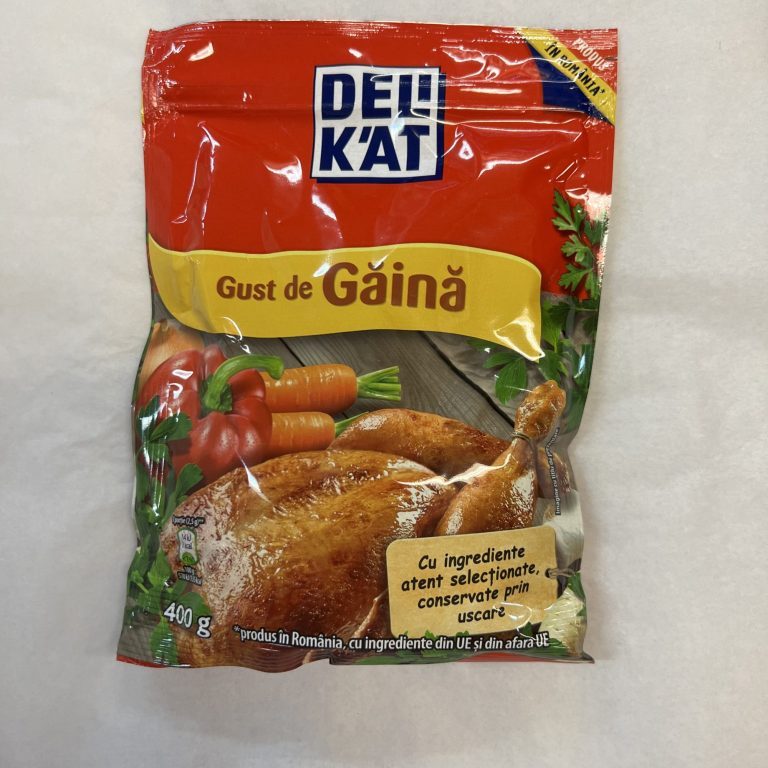 PRODUS
ÎN ROMÂNIA*
DELI
K'AT
Gust de Găină
Cu ingrediente
atent selecționate,
conservate prin
uscare
400 g
*produs în România, cu ingrediente din UE și din afara UE